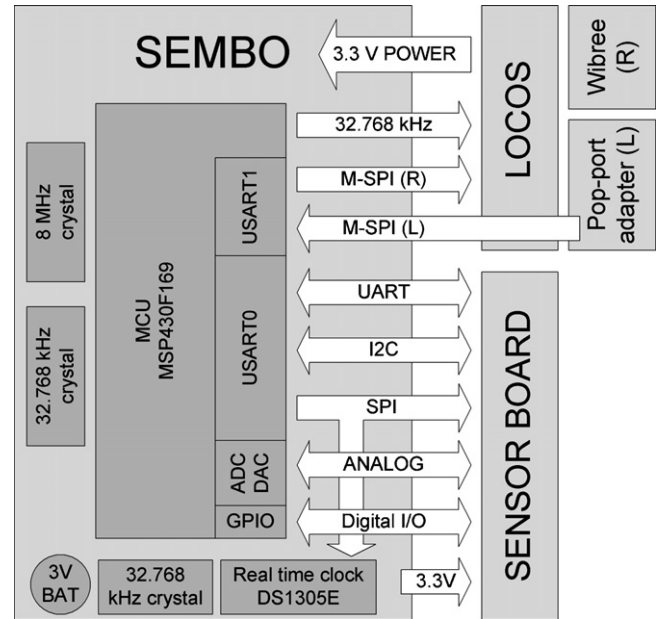 SEMBO
3.3 V POWER
LOCOS
Wibree
(R)
Pop-port
adapter (L)
32.768 kHz
M-SPI (R)
M-SPI (L)
8 MHz
crystal
32.768 kHz
crystal
MCU
MSP430F169
USART1
USART0
ADC
DAC
GPIO
UART
I2C
SPI
ANALOG
Digital I/O
SENSOR BOARD
3V
BAT
32.768
kHz crystal
Real time clock
DS1305E
3.3V